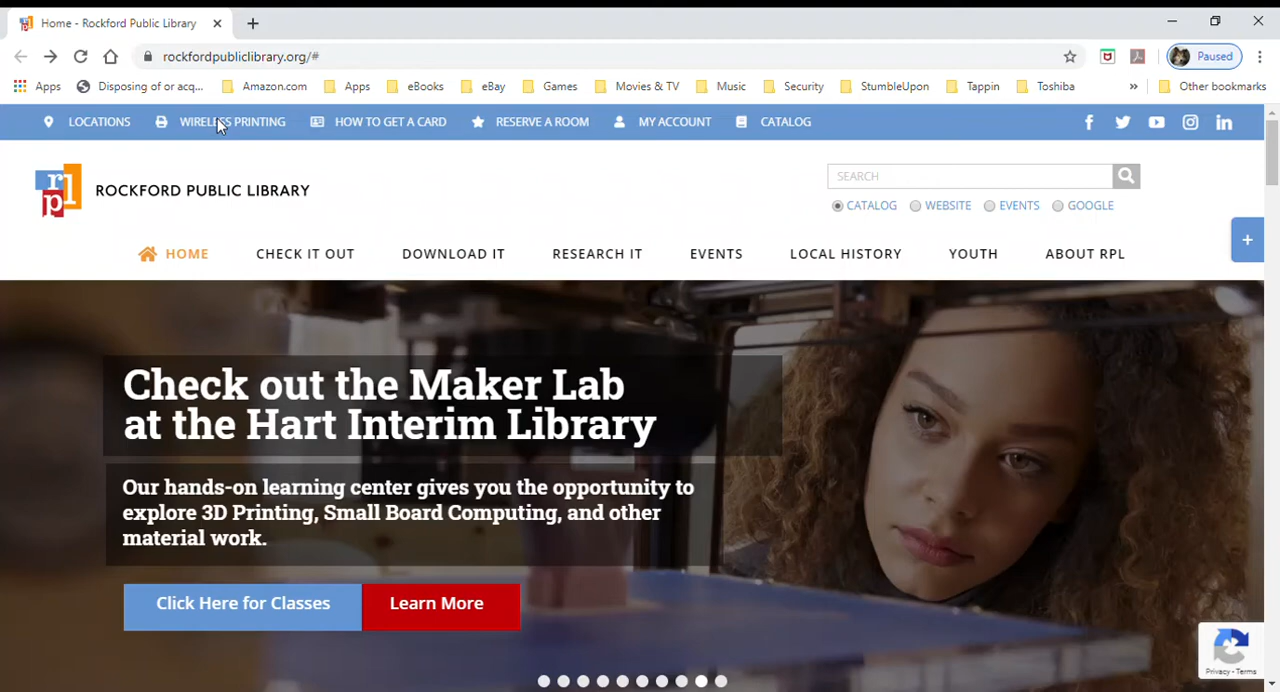 Home - Rockford Public Library
rockfordpubliclibrary.org/#
Paused
Apps Disposing of or acq... Amazon.com Apps eBooks eBay Games Movies & TV Music Security StumbleUpon Tappin Toshiba » Other bookmarks
LOCATIONS WIRELESS PRINTING HOW TO GET A CARD RESERVE A ROOM MY ACCOUNT CATALOG
rpl ROCKFORD PUBLIC LIBRARY
SEARCH
CATALOG WEBSITE EVENTS GOOGLE
HOME CHECK IT OUT DOWNLOAD IT RESEARCH IT EVENTS LOCAL HISTORY YOUTH ABOUT RPL
Check out the Maker Lab
at the Hart Interim Library
Our hands-on learning center gives you the opportunity to
explore 3D Printing, Small Board Computing, and other
material work.
Click Here for Classes Learn More
Privacy - Terms